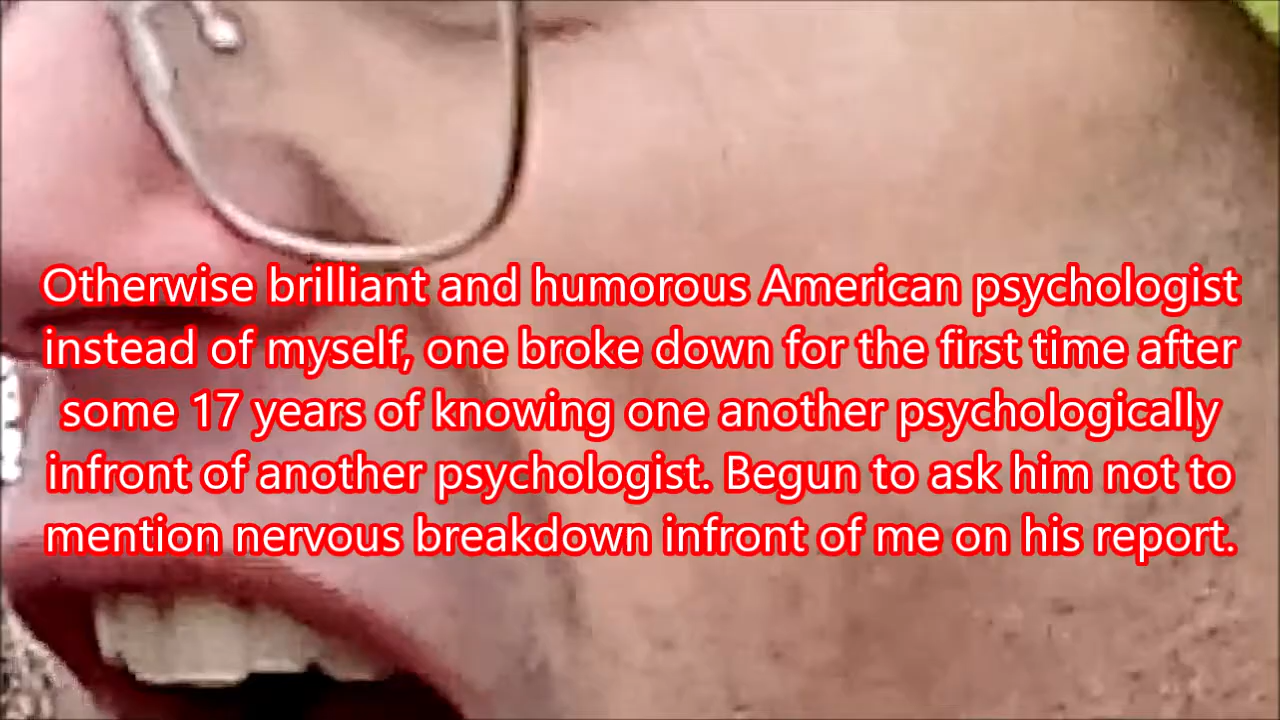 Otherwise brilliant and humorous American psychologist
instead of myself, one broke down for the first time after
some 17 years of knowing one another psychologically
infront of another psychologist. Begun to ask him not to
mention nervous breakdown infront of me on his report.